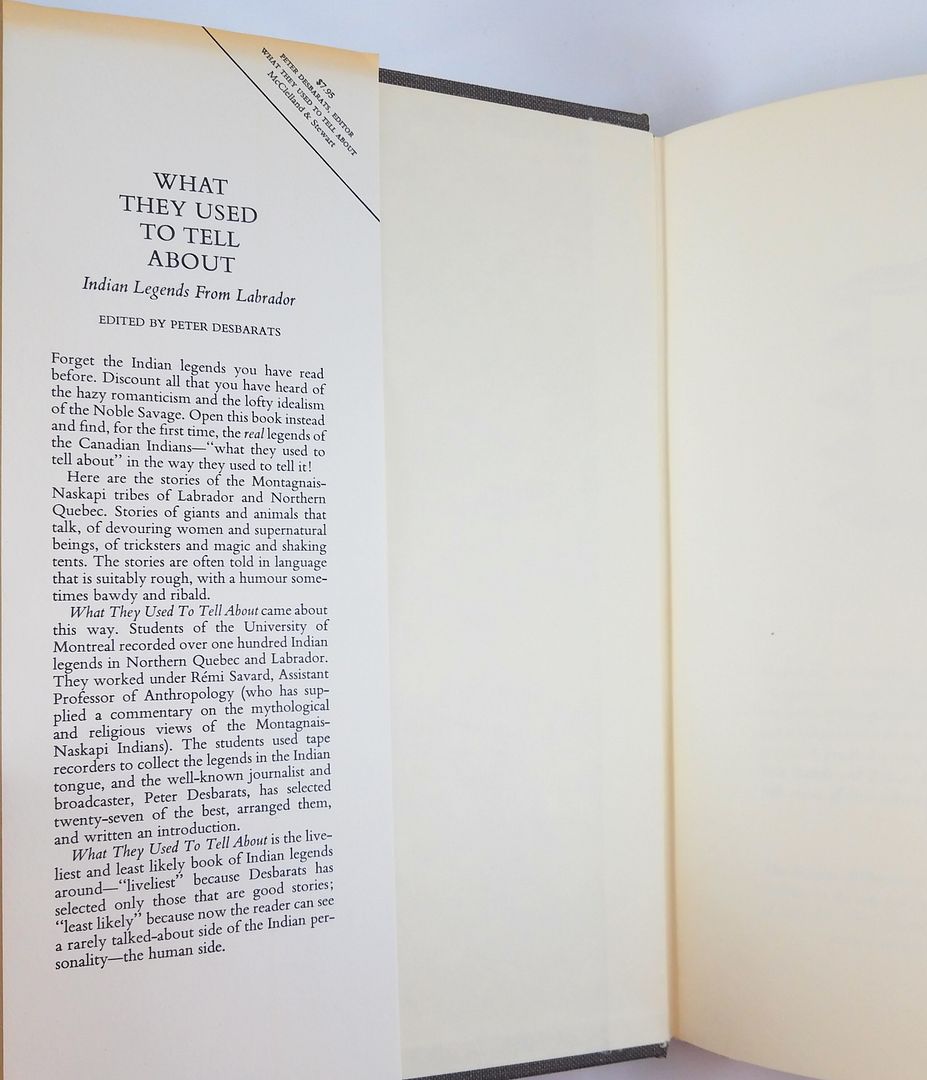 $7.95
PETER DESBARATS, EDITOR
WHAT THEY USED TO TELL ABOUT
McClelland & Stewart
WHAT
THEY USED
TO TELL
ABOUT
Indian Legends From Labrador
EDITED BY PETER DESBARATS
Forget the Indian legends you have read
before. Discount all that you have heard of
the hazy romanticism and the lofty idealism
of the Noble Savage. Open this book instead
and find, for the first time, the real legends of
the Canadian Indians—“what they used to
tell about” in the way they used to tell it!
Here are the stories of the Montagnais-
Naskapi tribes of Labrador and Northern
Quebec. Stories of giants and animals that
talk, of devouring women and supernatural
beings, of tricksters and magic and shaking
tents. The stories are often told in language
that is suitably rough, with a humour some-
times bawdy and ribald.
What They Used To Tell About came about
this way. Students of the University of
Montreal recorded over one hundred Indian
legends in Northern Quebec and Labrador.
They worked under Rémi Savard, Assistant
Professor of Anthropology (who has sup-
plied a commentary on the mythological
and religious views of the Montagnais-
Naskapi Indians). The students used tape
recorders to collect the legends in the Indian
tongue, and the well-known journalist and
broadcaster, Peter Desbarats, has selected
twenty-seven of the best, arranged them,
and written an introduction.
What They Used To Tell About is the live-
liest and least likely book of Indian legends
around—“liveliest” because Desbarats has
selected only those that are good stories;
“least likely” because now the reader can see
a rarely talked-about side of the Indian per-
sonality—the human side.